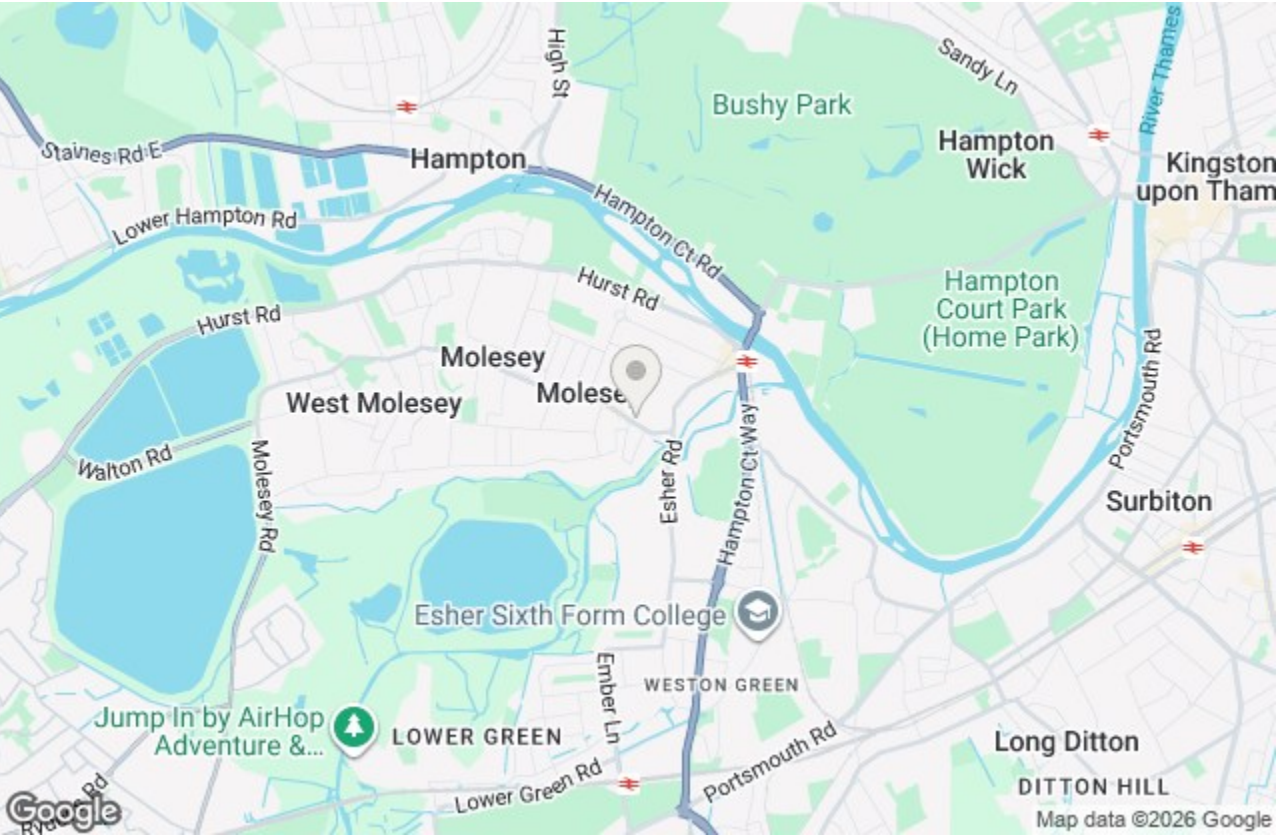 High St
Sandy Ln
River Thames
Bushy Park
Hampton
Wick
Kingston
upon Tham
Staines Rd E
Hampton
Lower Hampton Rd
Hampton Ct Rd
Hurst Rd
Hurst Rd
Hampton
Court Park
(Home Park)
Molesey
Molese
West Molesey
Portsmouth Rd
Walton Rd
Molesey Rd
Esher Rd
Hampton Ct Way
Surbiton
Esher Sixth Form College
Ember Ln
WESTON GREEN
Jump In by AirHop
Adventure &...
LOWER GREEN
Portsmouth Rd
Long Ditton
DITTON HILL
Lower Green Rd
Google
Map data ©2026 Google